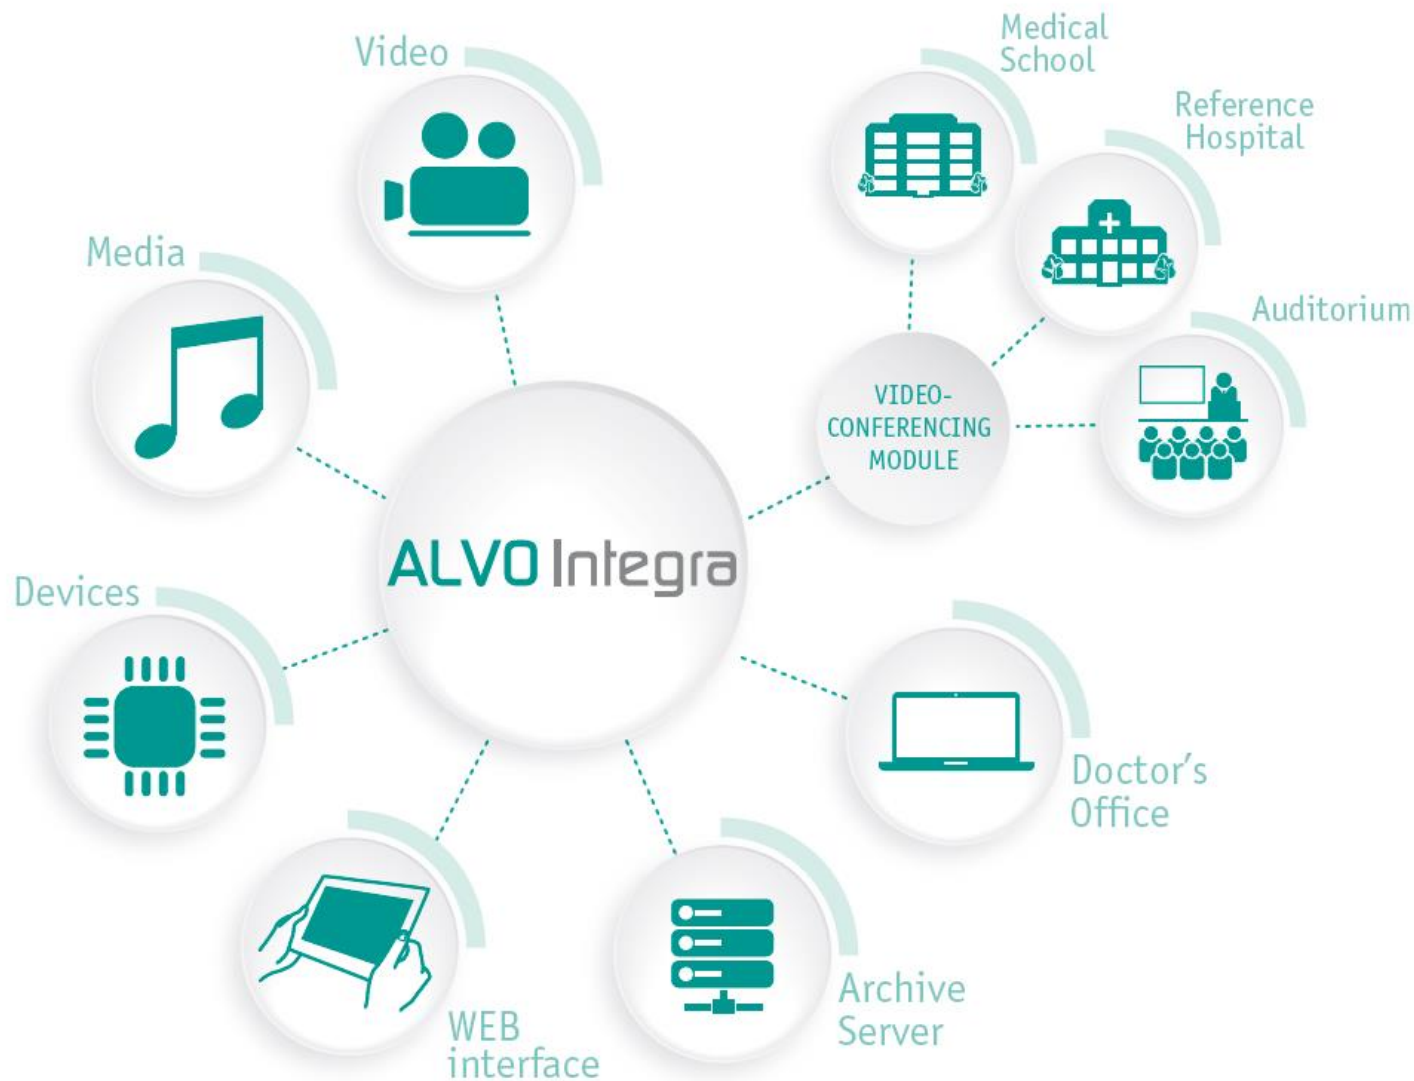 Video
Medical
School
Reference
Hospital
Media
Auditorium
VIDEO-
CONFERENCING
MODULE
ALVO Integra
Devices
Doctor's
Office
Archive
Server
WEB
interface